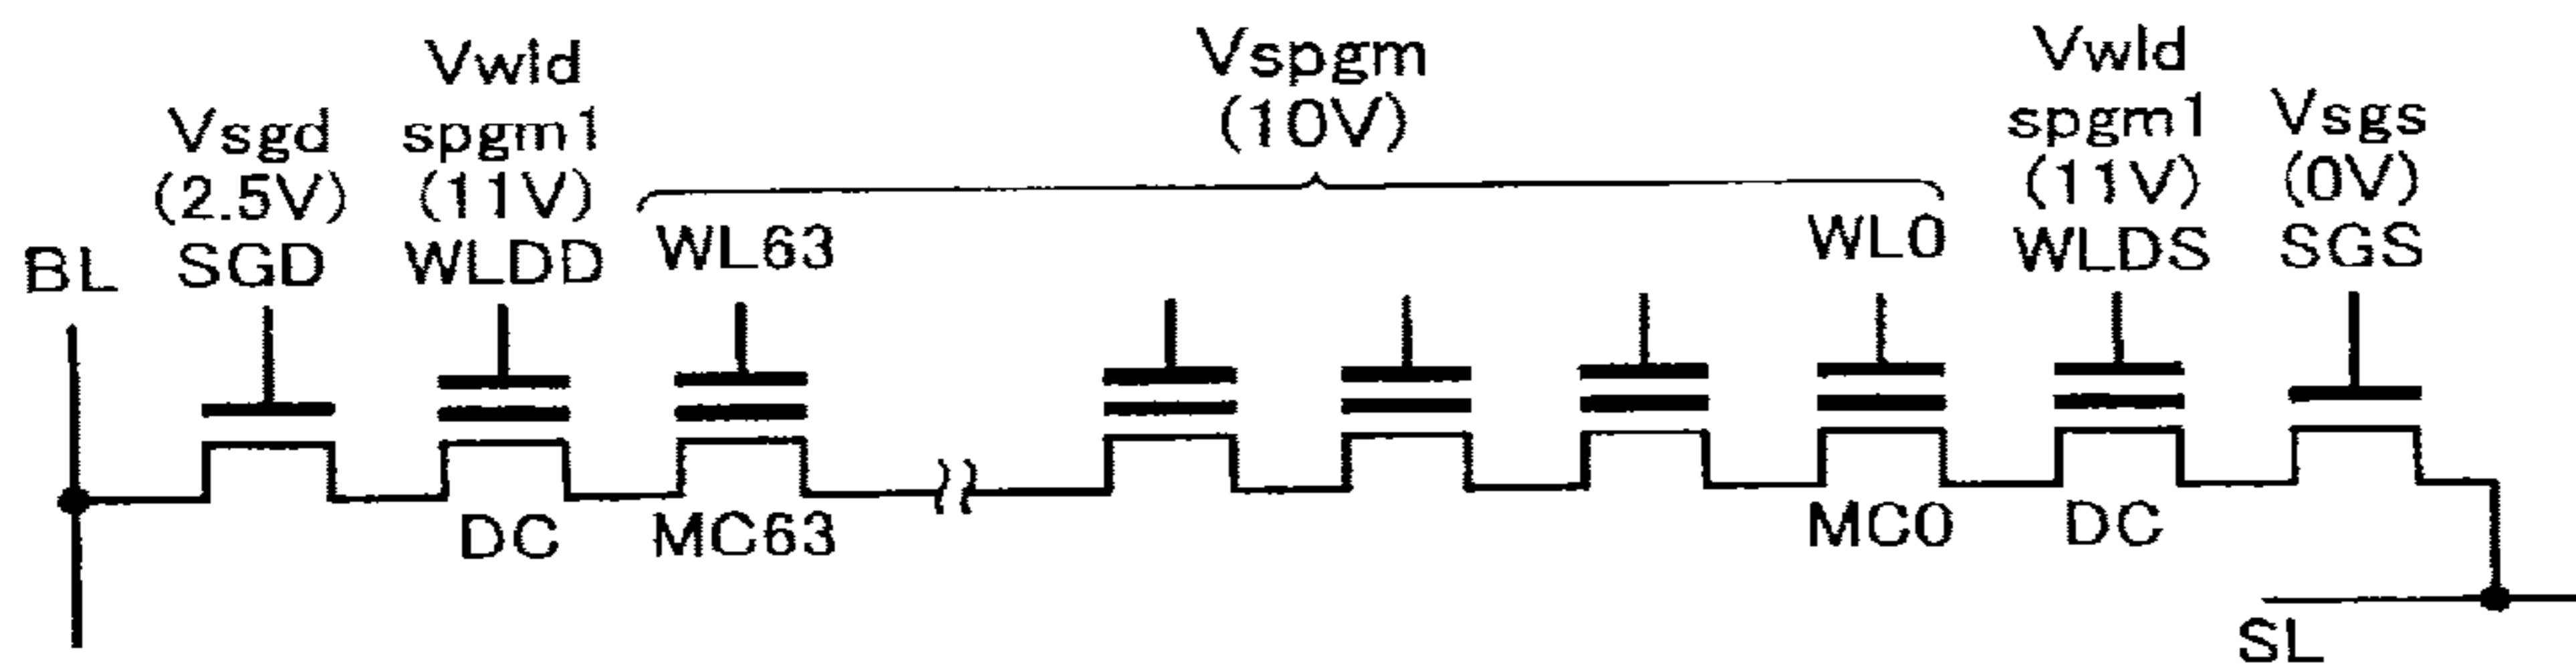 BL
Vsgd
(2.5V)
SGD
Vwld
spgm1
(11V)
WLDD
Vspgm
(10V)
WL63
WL0
Vwld
spgm1
(11V)
WLDS
Vsgs
(0V)
SGS
DC
MC63
MC0
DC
SL